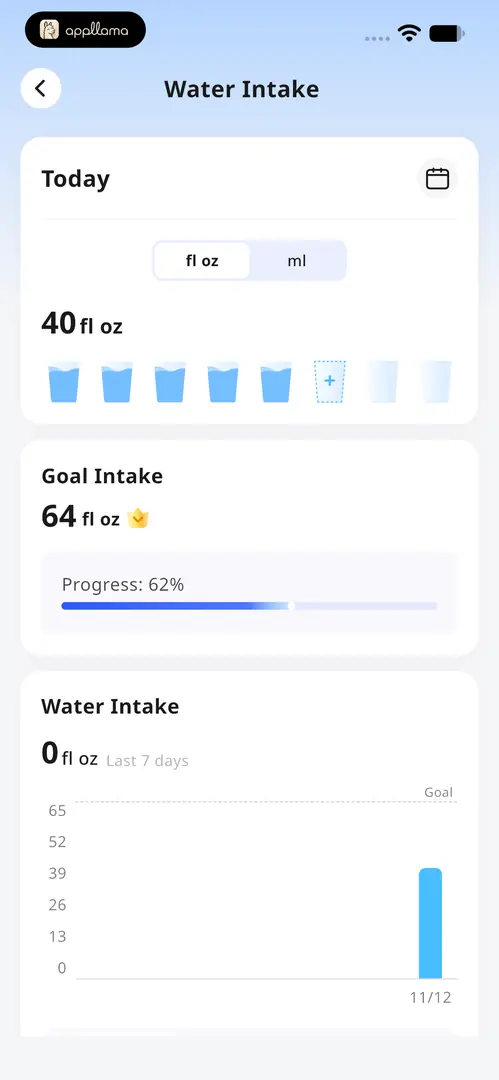 appllama
Water Intake
Today
fl oz ml
40 fl oz
+
Goal Intake
64 fl oz
Progress: 62%
Water Intake
0 fl oz Last 7 days
Goal
65
52
39
26
13
0
11/12